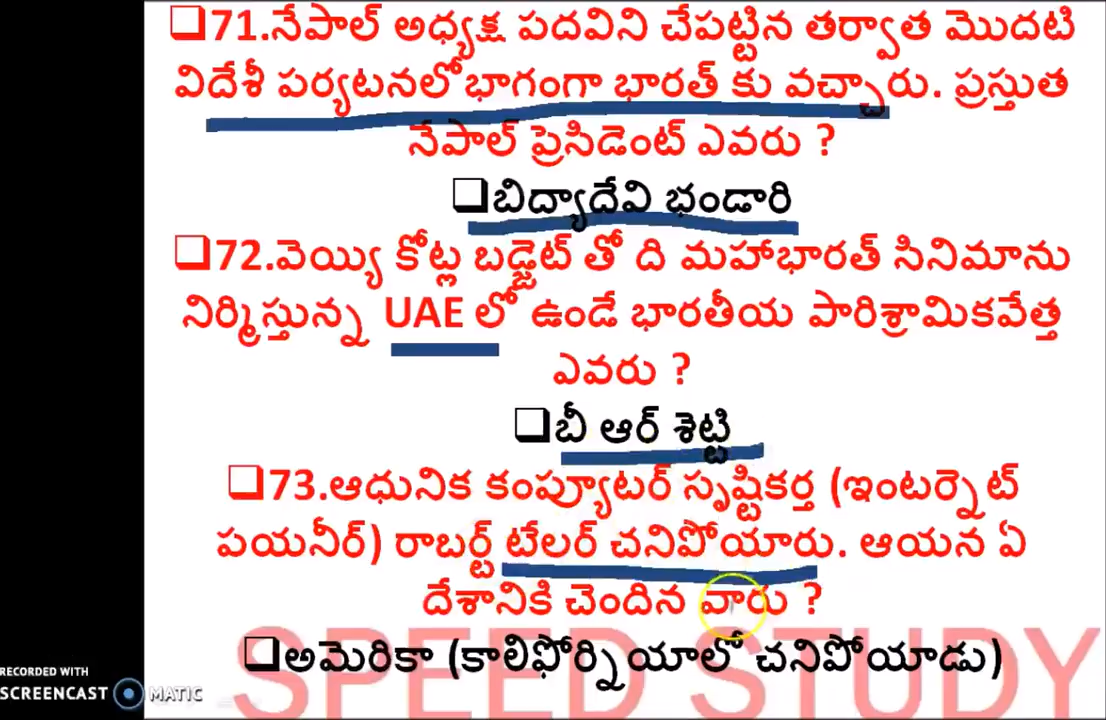 ❑71.నేపాల్ అధ్యక్ష పదవిని చేపట్టిన తర్వాత మొదటి
విదేశీ పర్యటనలో భాగంగా భారత్ కు వచ్చారు. ప్రస్తుత
నేపాల్ ప్రెసిడెంట్ ఎవరు ?
❑బిద్యాదేవి భండారి
❑72.వెయ్యి కోట్ల బడ్జెట్ తో ది మహాభారత్ సినిమాను
నిర్మిస్తున్న UAE లో ఉండే భారతీయ పారిశ్రామికవేత్త
ఎవరు ?
❑బీ ఆర్ శెట్టి
❑73.ఆధునిక కంప్యూటర్ సృష్టికర్త (ఇంటర్నెట్
పయనీర్) రాబర్ట్ టేలర్ చనిపోయారు. ఆయన ఏ
దేశానికి చెందిన వారు ?
❑అమెరికా (కాలిఫోర్నియాలో చనిపోయాడు)
SPEED STUDY
RECORDED WITH
SCREENCAST MATIC